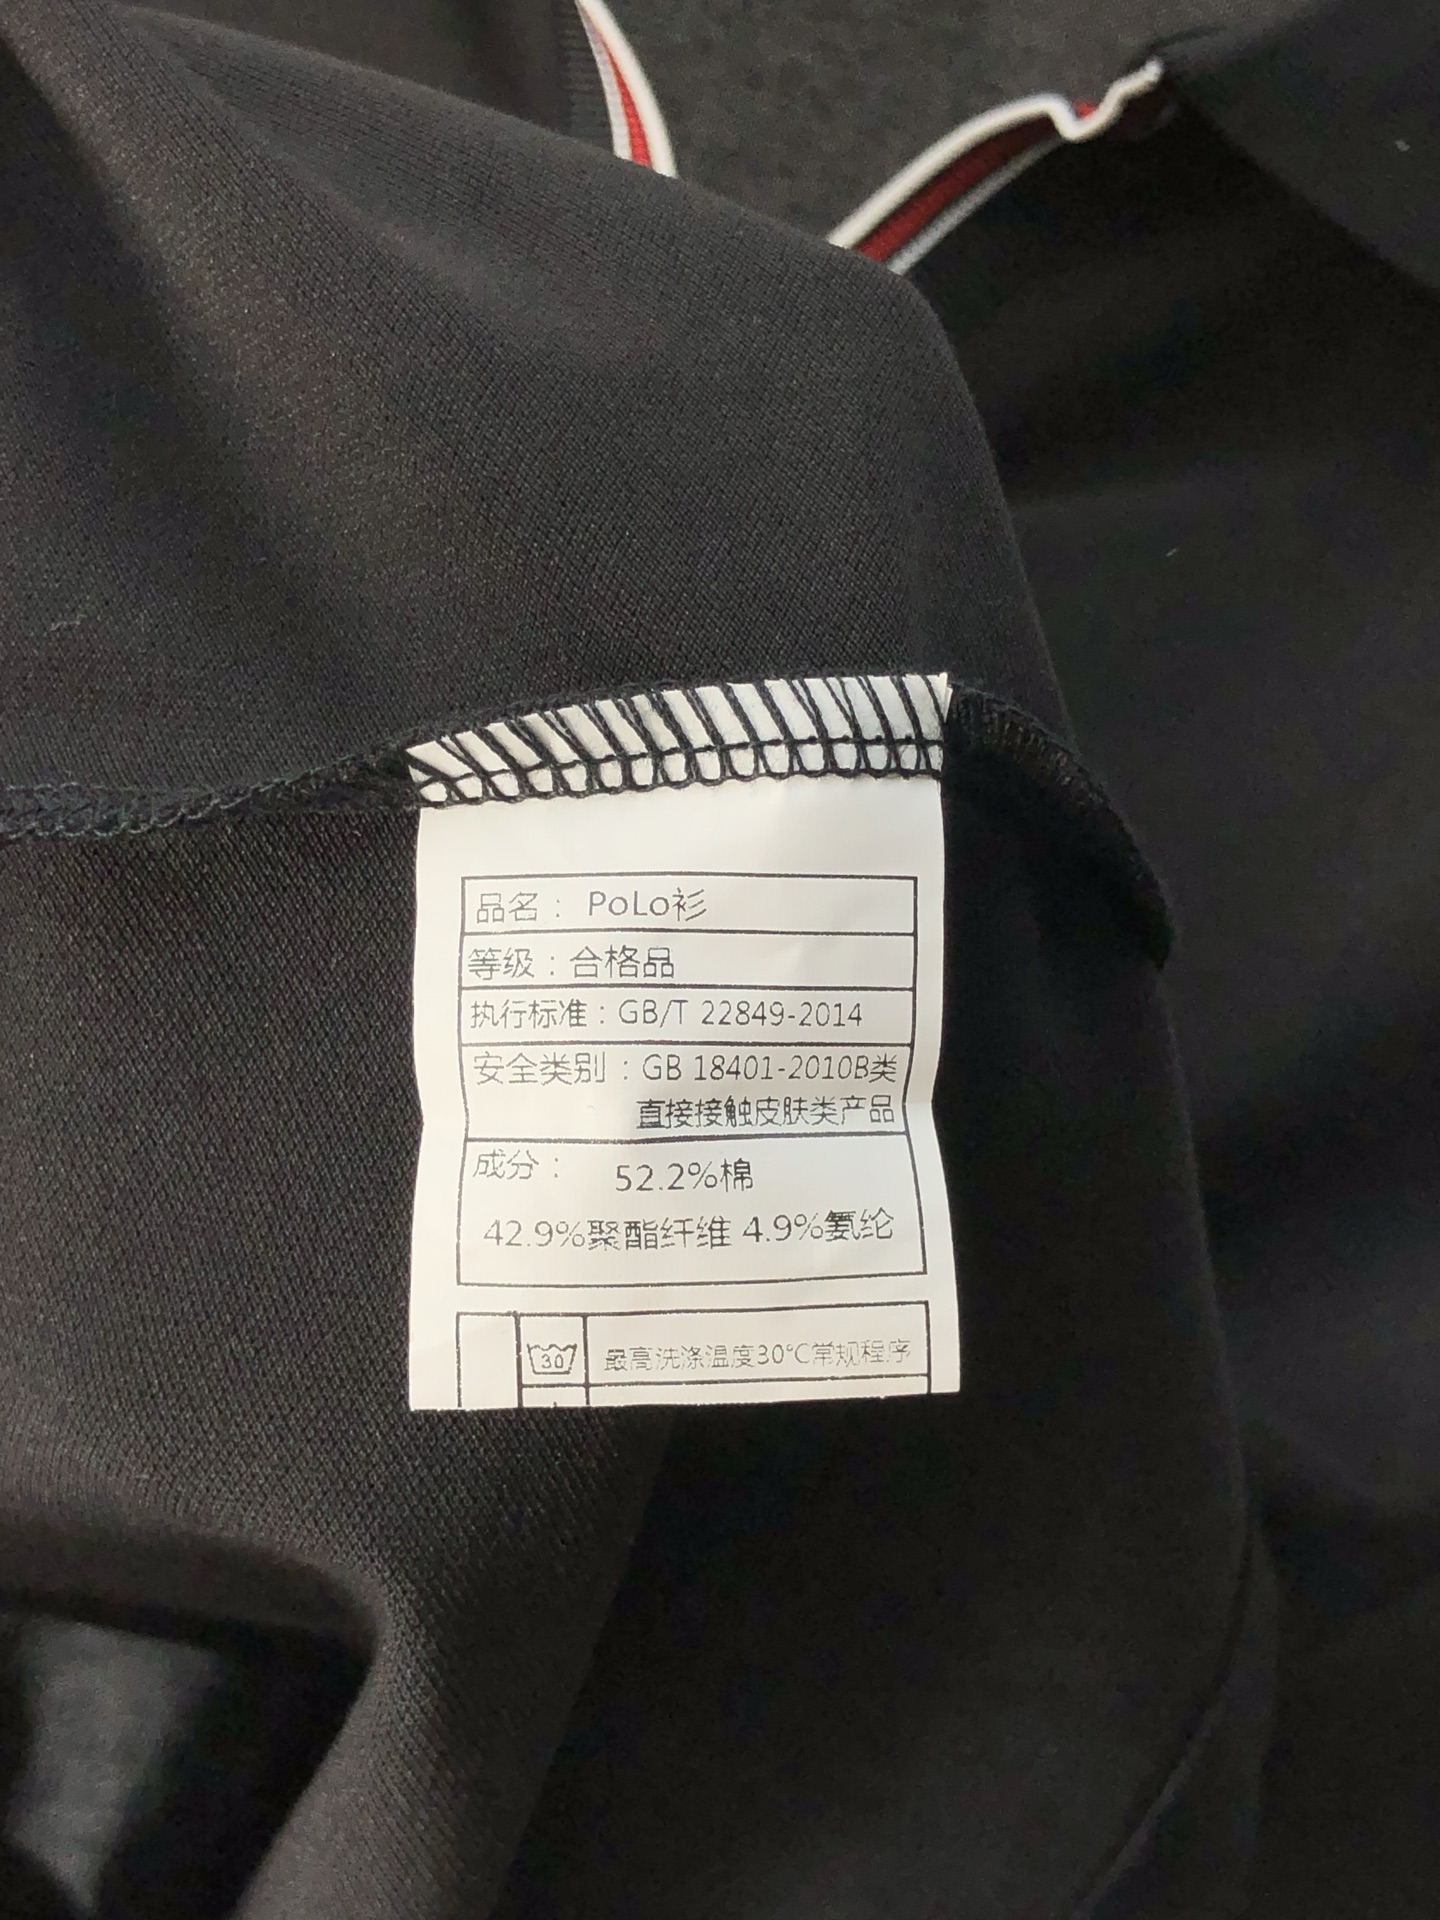 品名： PoLo衫
等级：合格品
执行标准：GB/T 22849-2014
安全类别：GB 18401-2010B类
直接接触皮肤类产品
成分： 52.2%棉
42.9%聚酯纤维 4.9%氨纶
30 最高洗涤温度30℃常规程序